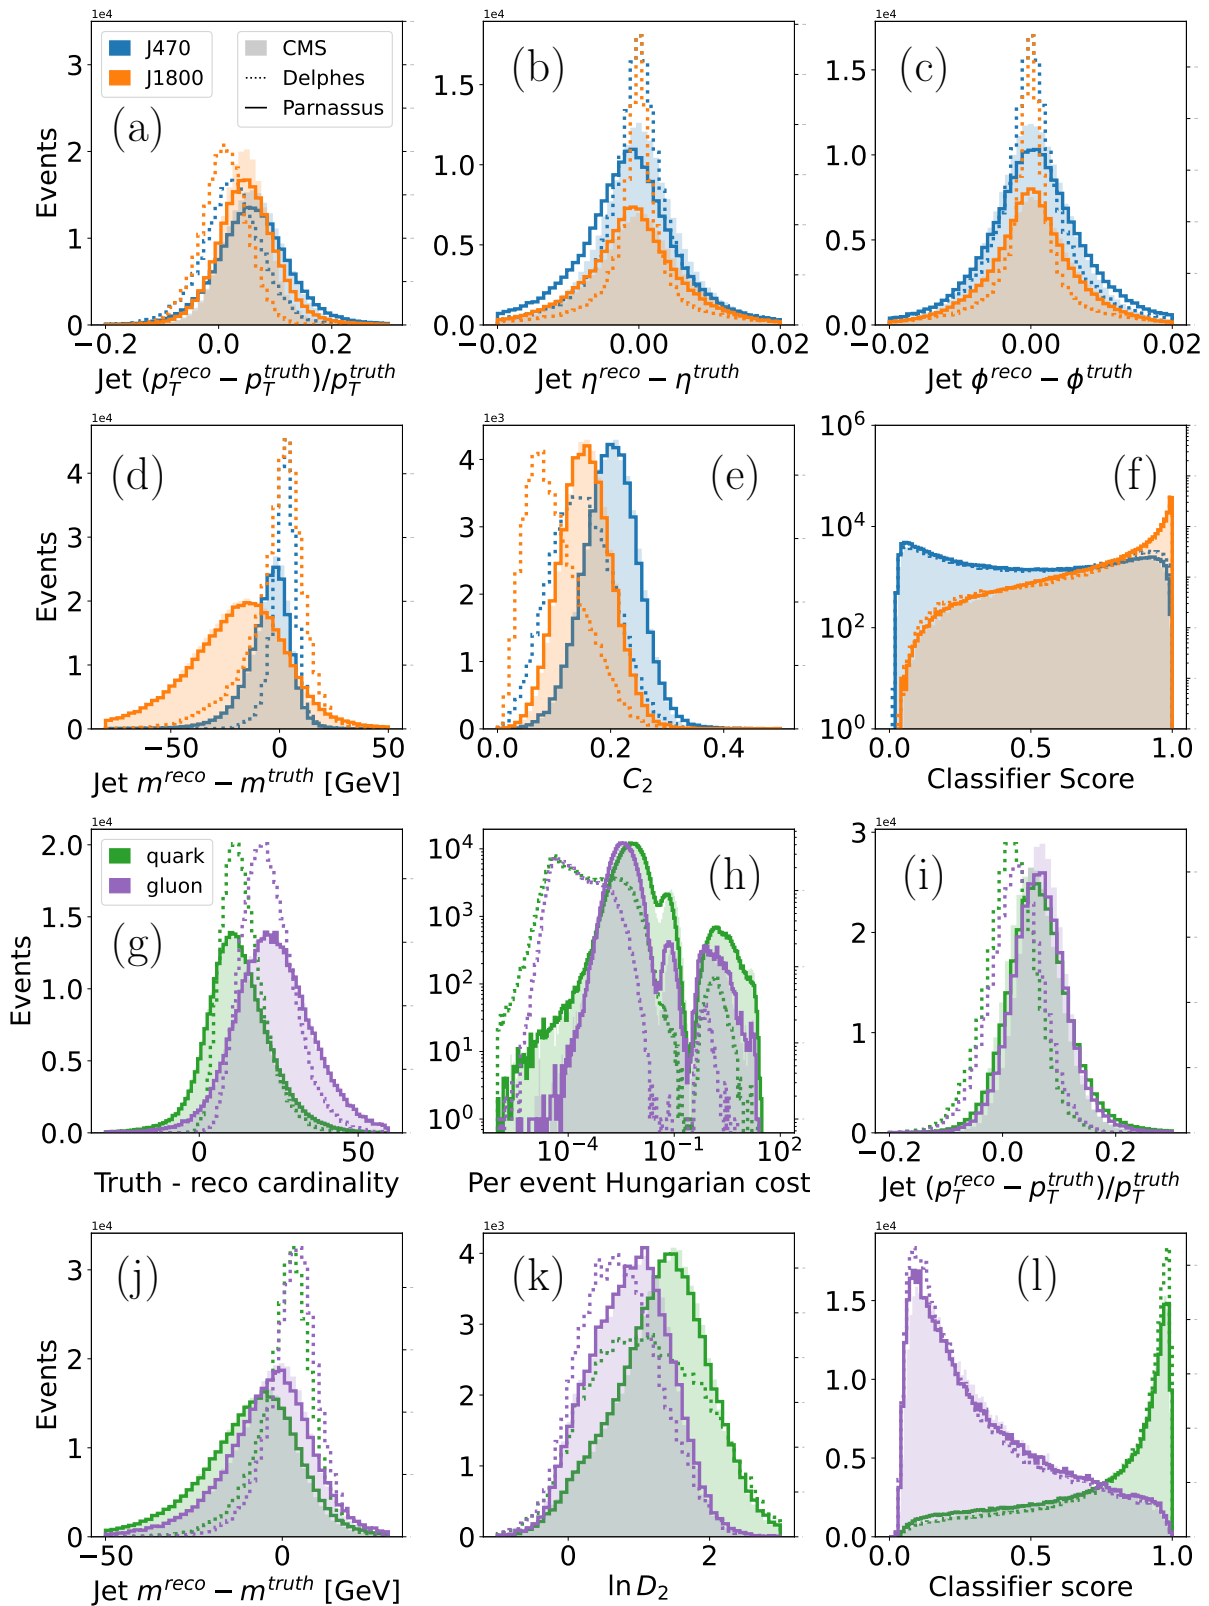 1e4
J470
J1800
CMS
Delphes
Parnassus
(a)
Events
3
2
1
0
−0.2 0.0 0.2
Jet (p_T^{reco} − p_T^{truth})/p_T^{truth}
1e4
(b)
1.5
1.0
0.5
0.0
−0.02 0.00 0.02
Jet η^{reco} − η^{truth}
1e4
(c)
1.5
1.0
0.5
0.0
−0.02 0.00 0.02
Jet ϕ^{reco} − ϕ^{truth}
1e4
(d)
Events
4
3
2
1
0
−50 0 50
Jet m^{reco} − m^{truth} [GeV]
1e3
(e)
4
3
2
1
0
0.0 0.2 0.4
C_2
(f)
10^6
10^4
10^2
10^0
0.0 0.5 1.0
Classifier Score
1e4
quark
gluon
(g)
Events
2.0
1.5
1.0
0.5
0.0
0 50
Truth - reco cardinality
(h)
10^4
10^3
10^2
10^1
10^0
10^{−4} 10^{−1} 10^2
Per event Hungarian cost
1e4
(i)
3
2
1
0
−0.2 0.0 0.2
Jet (p_T^{reco} − p_T^{truth})/p_T^{truth}
1e4
(j)
Events
3
2
1
0
−50 0
Jet m^{reco} − m^{truth} [GeV]
1e3
(k)
4
3
2
1
0
0 2
ln D_2
1e4
(l)
1.5
1.0
0.5
0.0
0.0 0.5 1.0
Classifier score